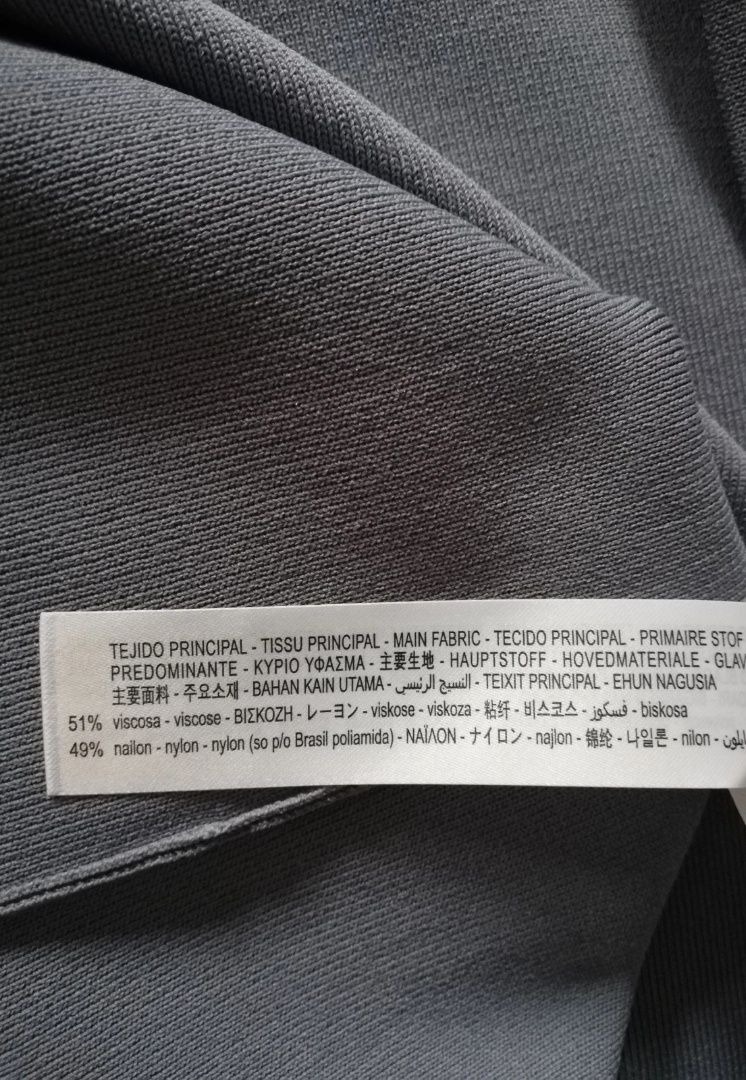 TEJIDO PRINCIPAL - TISSU PRINCIPAL - MAIN FABRIC - TECIDO PRINCIPAL - PRIMAIRE STOF
PREDOMINANTE - ΚΥΡΙΟ ΥΦΑΣΜΑ - 主要生地 - HAUPTSTOFF - HOVEDMATERIALE -
主要面料 - 주요소재 - BAHAN KAIN UTAMA - النسيج الرئيسي - TEIXIT PRINCIPAL - EHUN NAGUSIA
51% viscosa - viscose - ΒΙΣΚΟΖΗ - レーヨン - viskose - viskoza - 粘纤 - 비스코스 - فسكوز - biskosa
49% nailon - nylon - nylon (so p/o Brasil poliamida) - ΝΑΪΛΟΝ - ナイロン - najlon - 锦纶 - 나일론 - nilon -